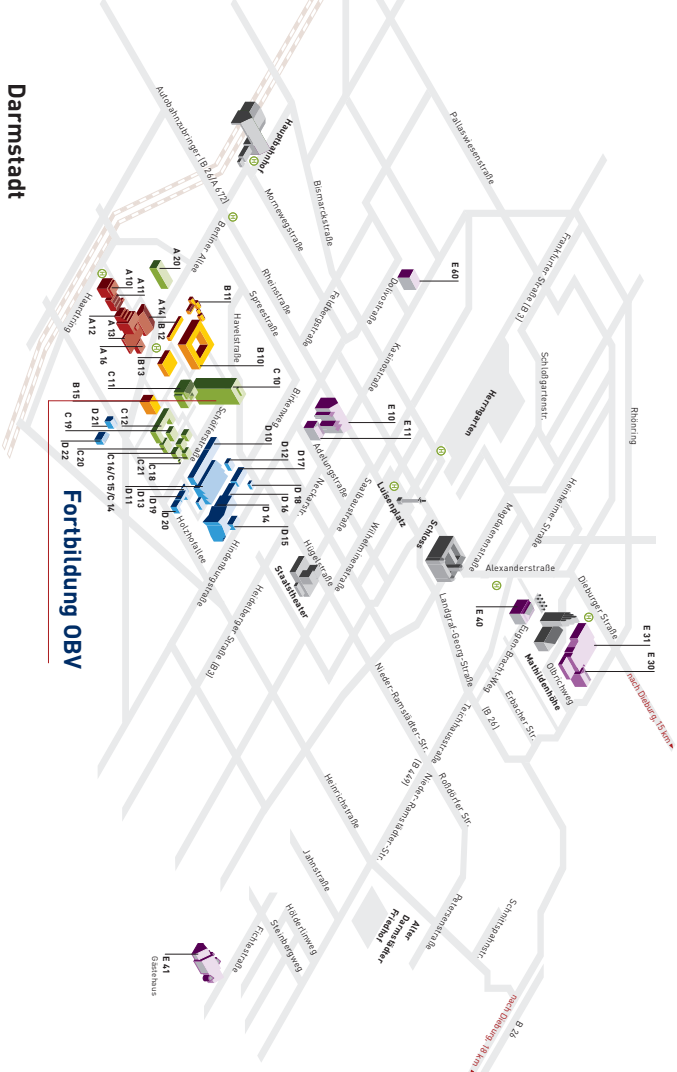 Darmstadt
Fortbildung OBV
Hauptbahnhof
Autobahnzubringer (B 26/A 672)
Mornewegstraße
Bismarckstraße
Pallaswiesenstraße
Frankfurter Straße (B3)
Schloßgartenstr.
Rhönring
Berliner Allee
Rheinstraße
Spreestraße
Feldbergstraße
Dolivostraße
Kasinostraße
Herrngarten
Haardtring
Havelstraße
Birkenweg
Schöfferstraße
Adelungstraße
Neckarstr.
Saalbaustraße
Wilhelminenstraße
Hügelstraße
Luisenplatz
Schloss
Magdalenenstraße
Heinheimer Straße
Alexanderstraße
Dieburger Straße
Staatstheater
Holzhofallee
Hindenburgstraße
Heidelberger Straße (B3)
Landgraf-Georg-Straße
Teichhausstraße
(B 26)
Eugen-Bracht-Weg
Erbacher Str.
Olbrichweg
Mathildenhöhe
nach Dieburg, 15 km
Nieder-Ramstädter-Str.
Nieder-Ramstädter-Str.
(B 449)
Roßdörfer Str.
Heinrichstraße
Jahnstraße
Hölderlinweg
Steinbergweg
Fichtestraße
Alter
Darmstädter
Friedhof
Petersenstraße
Schnittspahnstr.
B 26
nach Dieburg, 18 km
A 20
A 10
A 11
A 12
A 13
A 14
A 16
B 10
B 11
B 12
B 13
B 15
C 10
C 11
C 12
C 19
C 20
C 21
C 18
C 16/C 15/C 14
D 10
D 11
D 12
D 13
D 14
D 15
D 16
D 17
D 18
D 19
D 20
D 21
D 22
E 10
E 11
E 30
E 31
E 40
E 41
Gästehaus
E 60
H
H
H
H
H
H
H
H